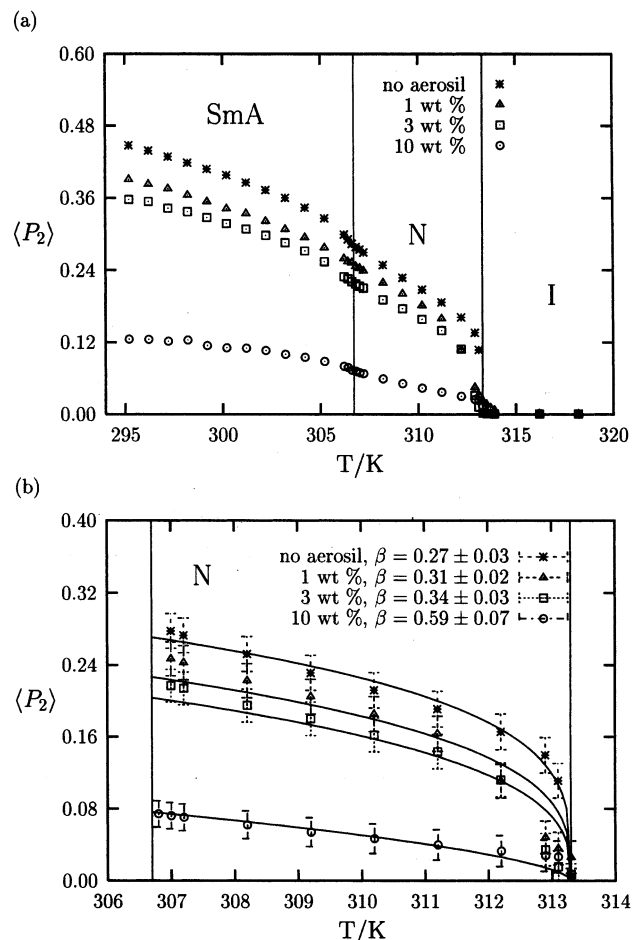 (a)
0.60
0.48
0.36
0.24
0.12
0.00
⟨P₂⟩
SmA
N
I
no aerosil
1 wt %
3 wt %
10 wt %
295 300 305 310 315 320
T/K
(b)
0.40
0.32
0.24
0.16
0.08
0.00
⟨P₂⟩
N
no aerosil, β = 0.27 ± 0.03
1 wt %, β = 0.31 ± 0.02
3 wt %, β = 0.34 ± 0.03
10 wt %, β = 0.59 ± 0.07
306 307 308 309 310 311 312 313 314
T/K